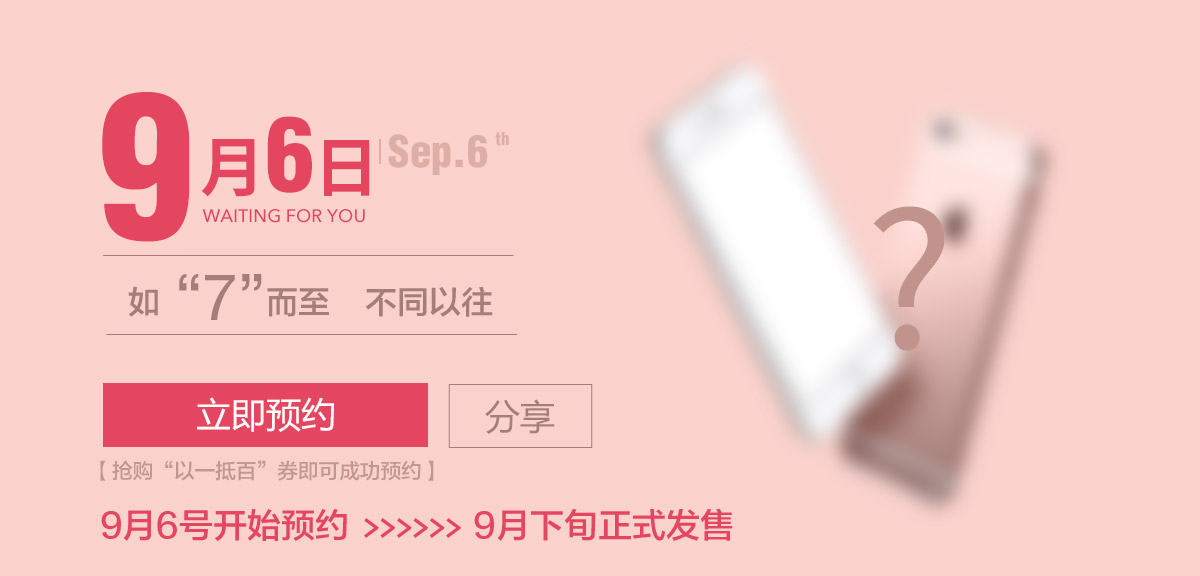 9月6日 Sep.6th
WAITING FOR YOU
如“7”而至 不同以往
立即预约 分享
【抢购“以一抵百”券即可成功预约】
9月6号开始预约 >>>>>> 9月下旬正式发售
?